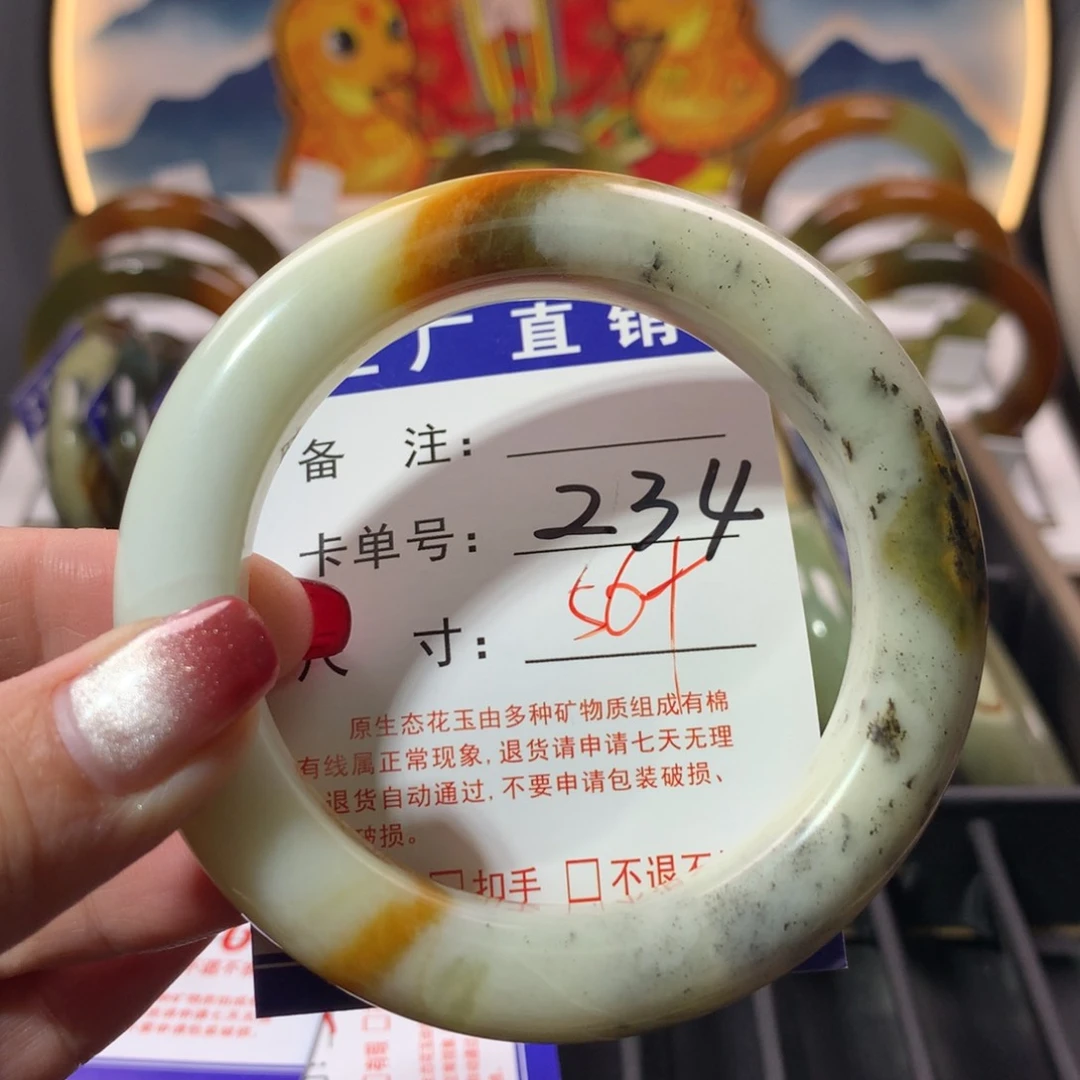 厂直销
备 注:
卡单号: 234
尺 寸: 56+
原生态花玉由多种矿物质组成有棉
有线属正常现象,退货请申请七天无理
退货自动通过,不要申请包装破损、
破损。
□扣手 □不退不